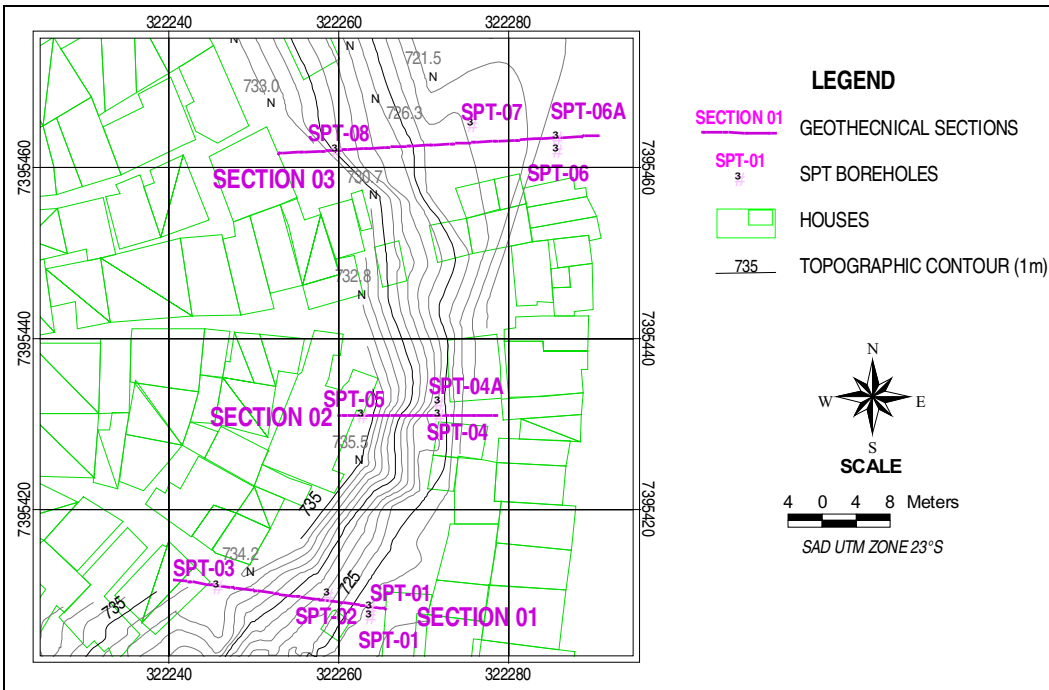 322240 322260 322280
721.5
733.0
726.3
SPT-07
SPT-06A
SPT-08
7395460
7395460
SPT-06
SECTION 03
730.7
732.8
7395440
7395440
SPT-04A
SPT-05
SECTION 02
SPT-04
735.5
735
7395420
7395420
734.2
SPT-03
725
SPT-01
735
SPT-02
SECTION 01
SPT-01
322240 322260 322280
LEGEND
SECTION 01
GEOTHECNICAL SECTIONS
SPT-01
3
#
SPT BOREHOLES
HOUSES
735
TOPOGRAPHIC CONTOUR (1m)
N
W E
S
SCALE
4 0 4 8 Meters
SAD UTM ZONE 23°S